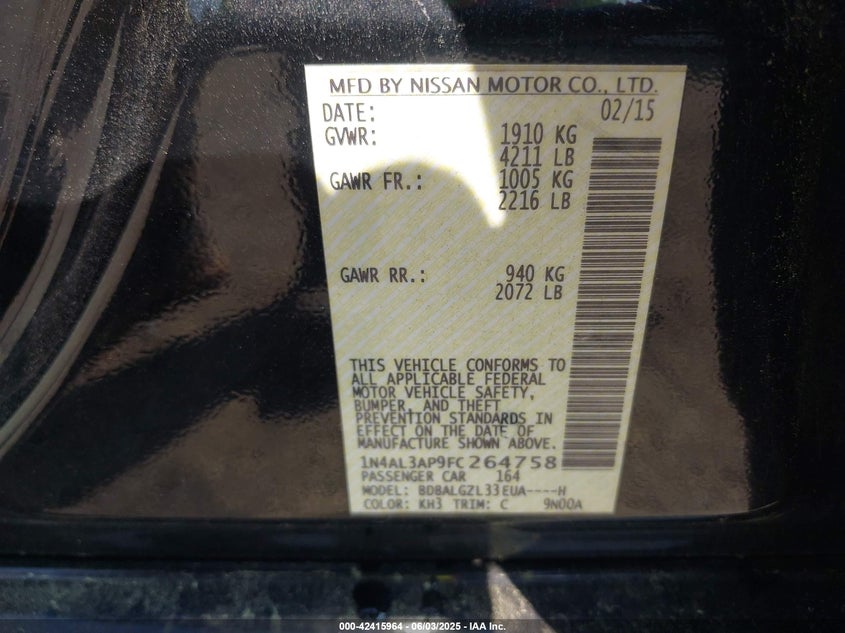 MFD BY NISSAN MOTOR CO., LTD.
DATE: 02/15
GVWR: 1910 KG
4211 LB
GAWR FR.: 1005 KG
2216 LB
GAWR RR.: 940 KG
2072 LB
THIS VEHICLE CONFORMS TO
ALL APPLICABLE FEDERAL
MOTOR VEHICLE SAFETY,
BUMPER, AND THEFT
PREVENTION STANDARDS IN
EFFECT ON THE DATE OF
MANUFACTURE SHOWN ABOVE.
1N4AL3AP9FC264758
PASSENGER CAR 164
MODEL: BDBALGZL33EUA----H
COLOR: KH3 TRIM: C 9N00A
000-42415964 - 06/03/2025 - IAA Inc.